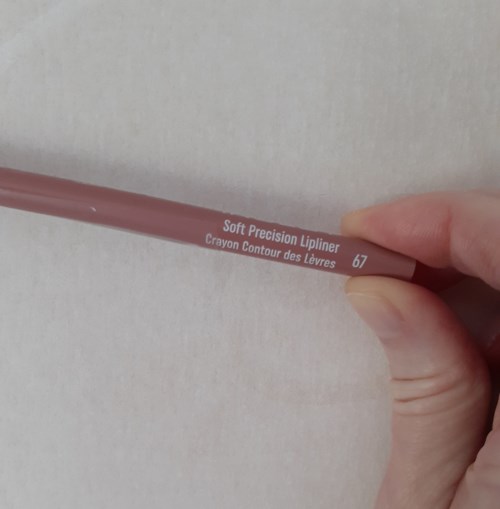 Soft Precision Lipliner
Crayon Contour des Lèvres 67